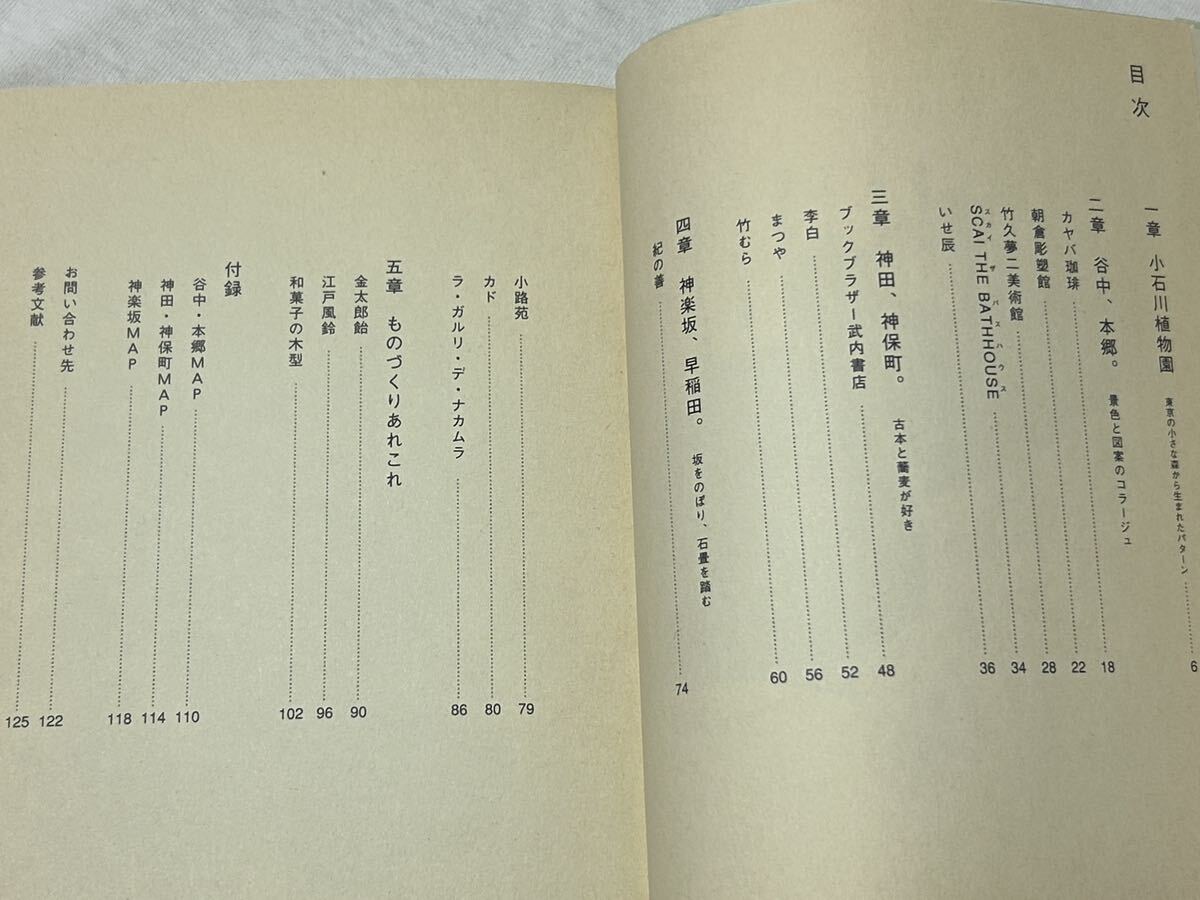 目次
一章 小石川植物園 東京の小さな森から生まれたパターン 6
二章 谷中、本郷。 景色と図案のコラージュ
カヤバ珈琲 18
朝倉彫塑館 22
竹久夢二美術館 28
SCAI THE BATHHOUSE 34
スカイ ザ バスハウス
いせ辰 36
三章 神田、神保町。 古本と蕎麦が好き
ブックブラザー武内書店 48
李白 52
まつや 56
竹むら 60
四章 神楽坂、早稲田。 坂をのぼり、石畳を踏む
紀の善 74
小路苑 79
カド 80
ラ・ガルリ・デ・ナカムラ 86
五章 ものづくりあれこれ
金太郎飴 90
江戸風鈴 96
和菓子の木型 102
付録
谷中・本郷MAP 110
神田・神保町MAP 114
神楽坂MAP 118
お問い合わせ先 122
参考文献 125